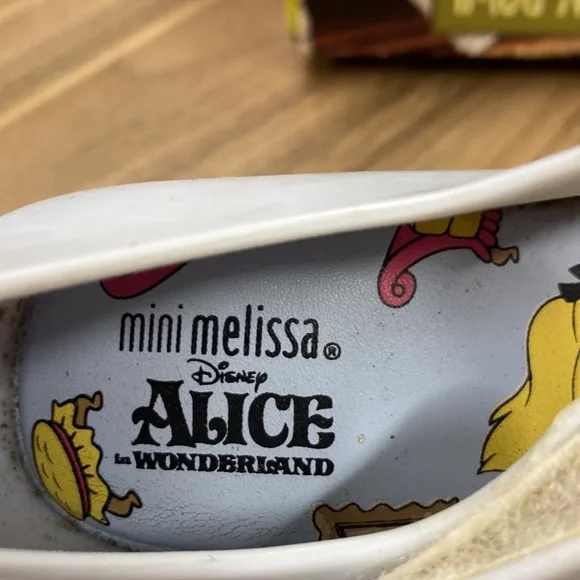 mini melissa®
Disney
ALICE
in WONDERLAND